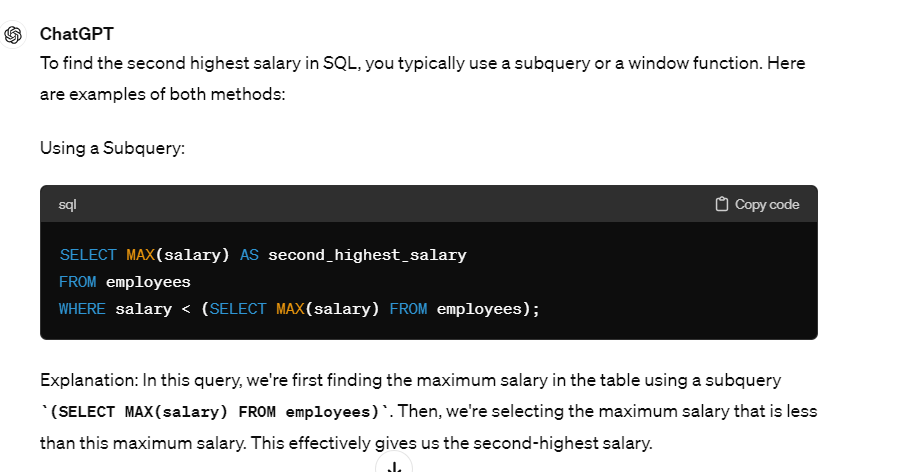 ChatGPT
To find the second highest salary in SQL, you typically use a subquery or a window function. Here
are examples of both methods:
Using a Subquery:
sql Copy code
SELECT MAX(salary) AS second_highest_salary
FROM employees
WHERE salary < (SELECT MAX(salary) FROM employees);
Explanation: In this query, we're first finding the maximum salary in the table using a subquery
`(SELECT MAX(salary) FROM employees)`. Then, we're selecting the maximum salary that is less
than this maximum salary. This effectively gives us the second-highest salary.